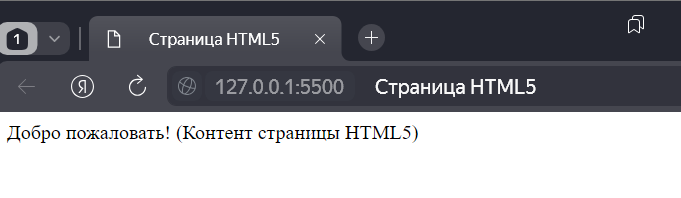 1
Страница HTML5
Я
127.0.0.1:5500 Страница HTML5
Добро пожаловать! (Контент страницы HTML5)